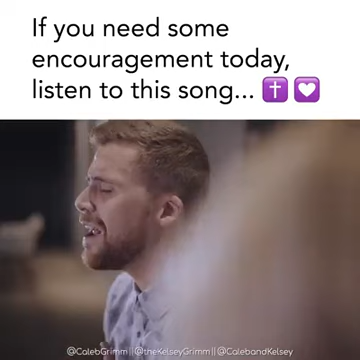 If you need some
encouragement today,
listen to this song... ✝️💟
@CalebGrimm||@theKelseyGrimm||@CalebandKelsey